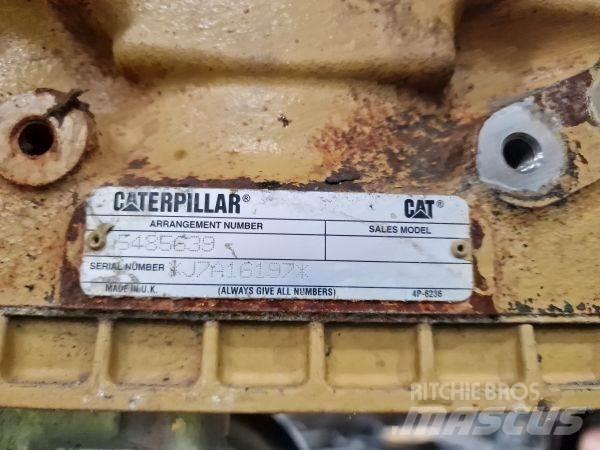 CATERPILLAR® CAT®
ARRANGEMENT NUMBER SALES MODEL
5485639
SERIAL NUMBER *J7A16197*
MADE IN U.K. (ALWAYS GIVE ALL NUMBERS) 4P-6236
RITCHIE BROS
MASCUS